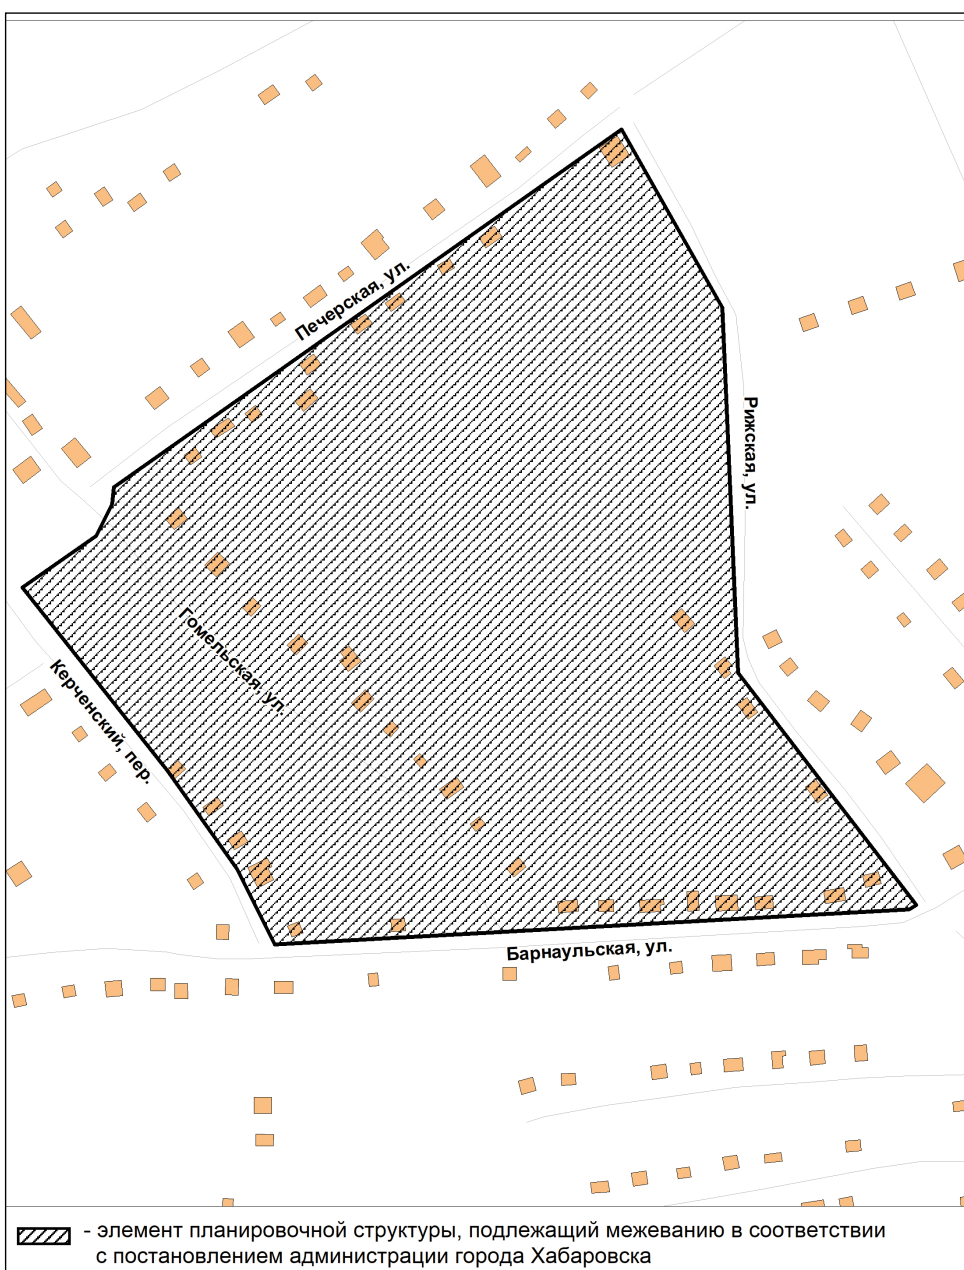 Печерская, ул.
Рижская, ул.
Гомельская, ул.
Керченский, пер.
Барнаульская, ул.
- элемент планировочной структуры, подлежащий межеванию в соответствии
с постановлением администрации города Хабаровска